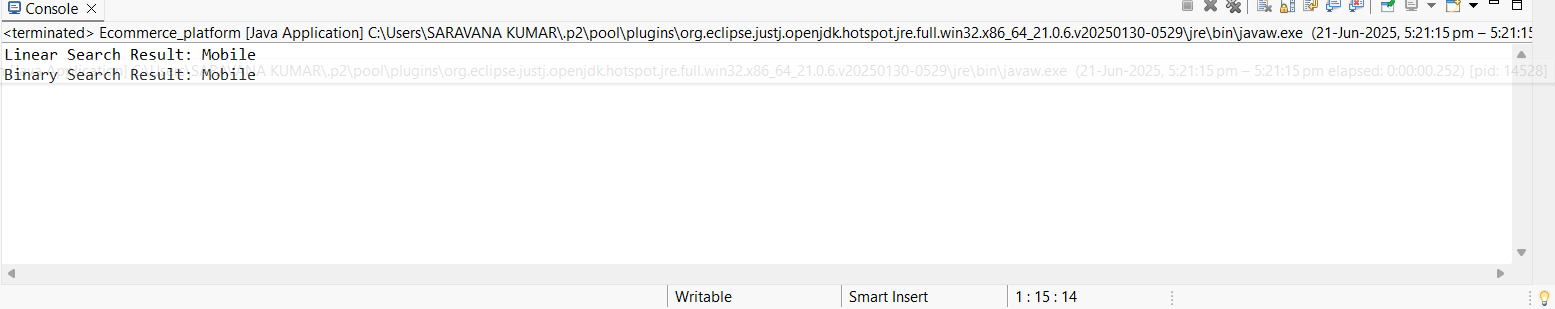 Console
<terminated> Ecommerce_platform [Java Application] C:\Users\SARAVANA KUMAR\.p2\pool\plugins\org.eclipse.justj.openjdk.hotspot.jre.full.win32.x86_64_21.0.6.v20250130-0529\jre\bin\javaw.exe (21-Jun-2025, 5:21:15 pm – 5:21:15
Linear Search Result: Mobile
Binary Search Result: Mobile
KUMAR\.p2\pool\plugins\org.eclipse.justj.openjdk.hotspot.jre.full.win32.x86_64_21.0.6.v20250130-0529\jre\bin\javaw.exe (21-Jun-2025, 5:21:15 pm – 5:21:15 pm elapsed: 0:00:00.252) [pid: 14528]
Writable
Smart Insert
1 : 15 : 14